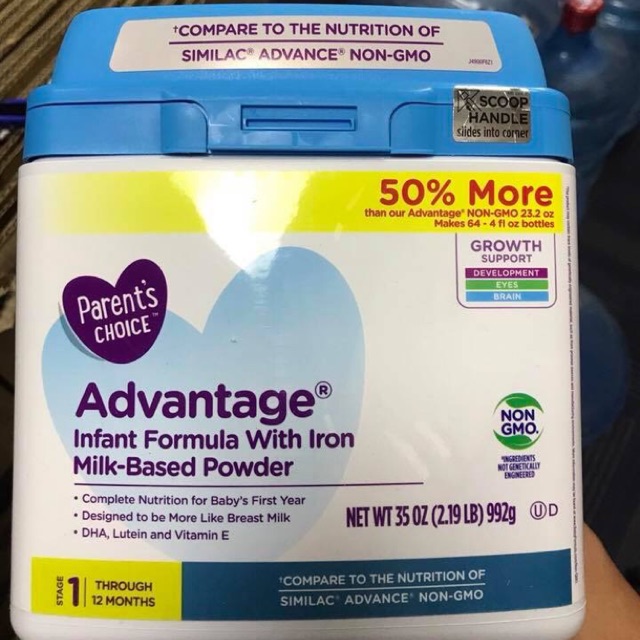 †COMPARE TO THE NUTRITION OF
SIMILAC® ADVANCE® NON-GMO
SCOOP
HANDLE
slides into corner
50% More
than our Advantage® NON-GMO 23.2 oz
Makes 64 - 4 fl oz bottles
GROWTH
SUPPORT
DEVELOPMENT
EYES
BRAIN
Parent's
CHOICE™
Advantage®
Infant Formula With Iron
Milk-Based Powder
• Complete Nutrition for Baby's First Year
• Designed to be More Like Breast Milk
• DHA, Lutein and Vitamin E
NON
GMO.
*INGREDIENTS
NOT GENETICALLY
ENGINEERED
NET WT 35 OZ (2.19 LB) 992g
U D
STAGE 1 THROUGH
12 MONTHS
†COMPARE TO THE NUTRITION OF
SIMILAC® ADVANCE® NON-GMO